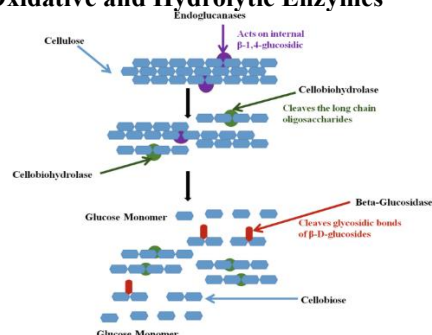 Oxidative and Hydrolytic Enzymes
Endoglucanases
Cellulose
Acts on internal
β-1,4-glucosidic
Cellobiohydrolase
Cleaves the long chain
oligosaccharides
Cellobiohydrolase
Glucose Monomer
Beta-Glucosidase
Cleaves glycosidic bonds
of β-D-glucosides
Cellobiose
Glucose Monomer